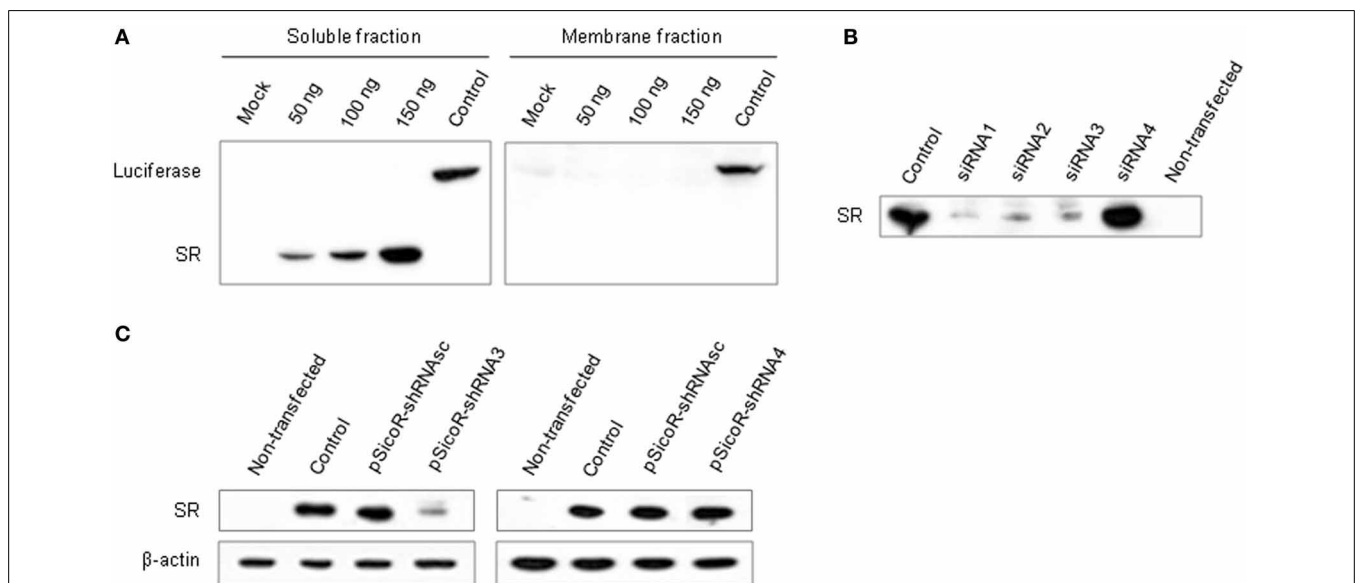 A
Soluble fraction
Membrane fraction
Mock
50 ng
100 ng
150 ng
Control
Mock
50 ng
100 ng
150 ng
Control
Luciferase
SR
B
Control
siRNA1
siRNA2
siRNA3
siRNA4
Non-transfected
SR
C
Non-transfected
Control
pSicoR-shRNAsc
pSicoR-shRNA3
Non-transfected
Control
pSicoR-shRNAsc
pSicoR-shRNA4
SR
β-actin